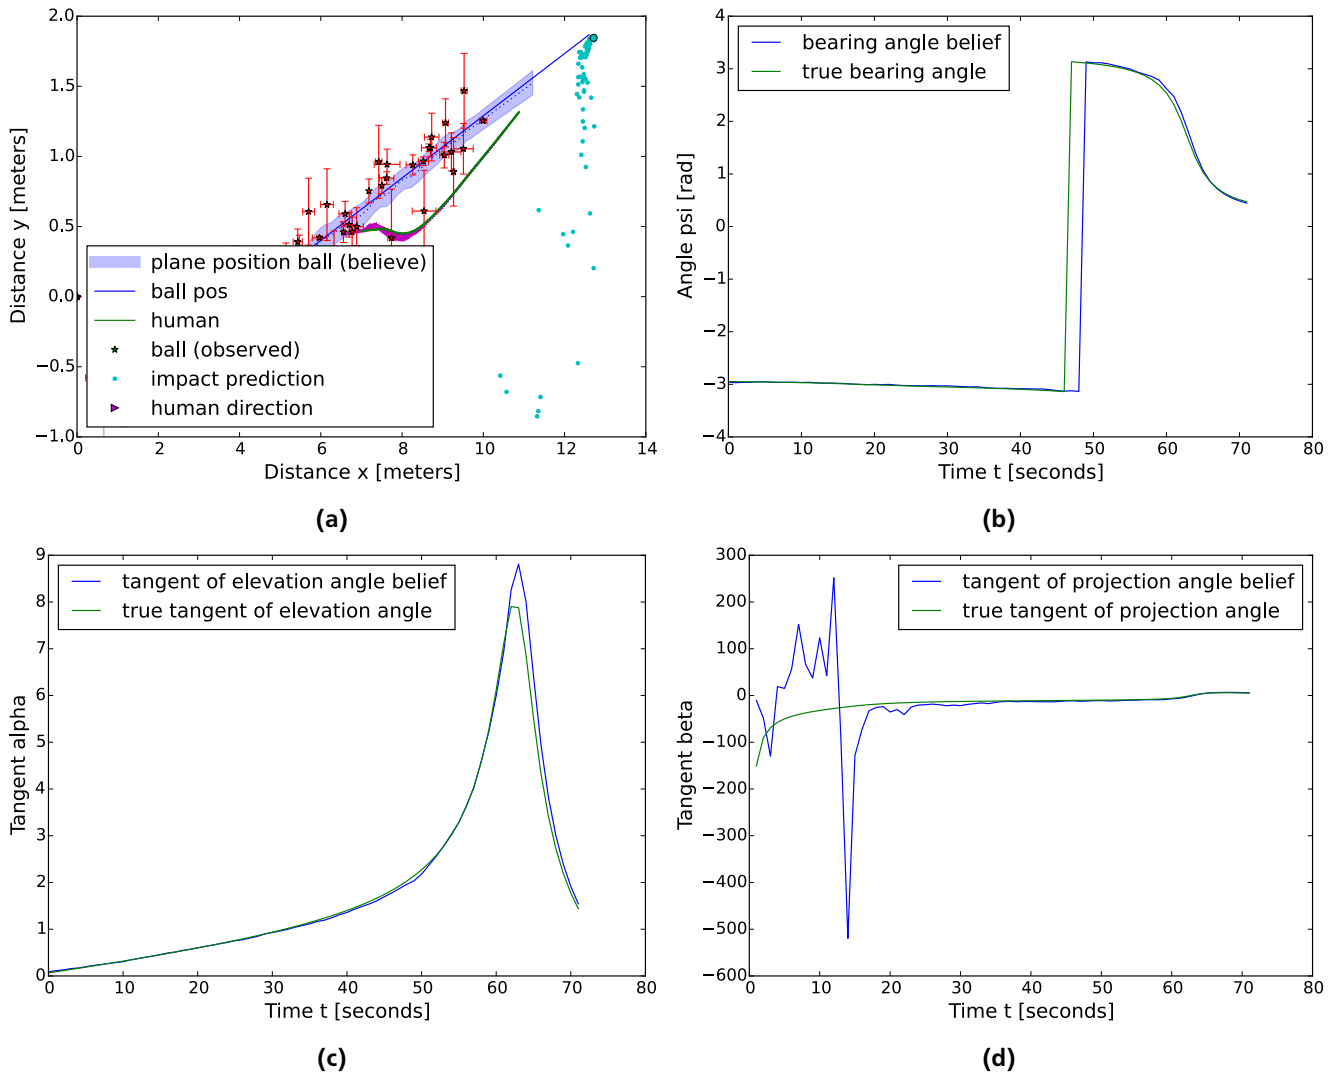 2.0
1.5
1.0
0.5
0.0
−0.5
−1.0
Distance y [meters]
plane position ball (believe)
ball pos
human
ball (observed)
impact prediction
human direction
0 2 4 6 8 10 12 14
Distance x [meters]
(a)
4
3
2
1
0
−1
−2
−3
−4
Angle psi [rad]
bearing angle belief
true bearing angle
0 10 20 30 40 50 60 70 80
Time t [seconds]
(b)
9
8
7
6
5
4
3
2
1
0
Tangent alpha
tangent of elevation angle belief
true tangent of elevation angle
0 10 20 30 40 50 60 70 80
Time t [seconds]
(c)
300
200
100
0
−100
−200
−300
−400
−500
−600
Tangent beta
tangent of projection angle belief
true tangent of projection angle
0 10 20 30 40 50 60 70 80
Time t [seconds]
(d)